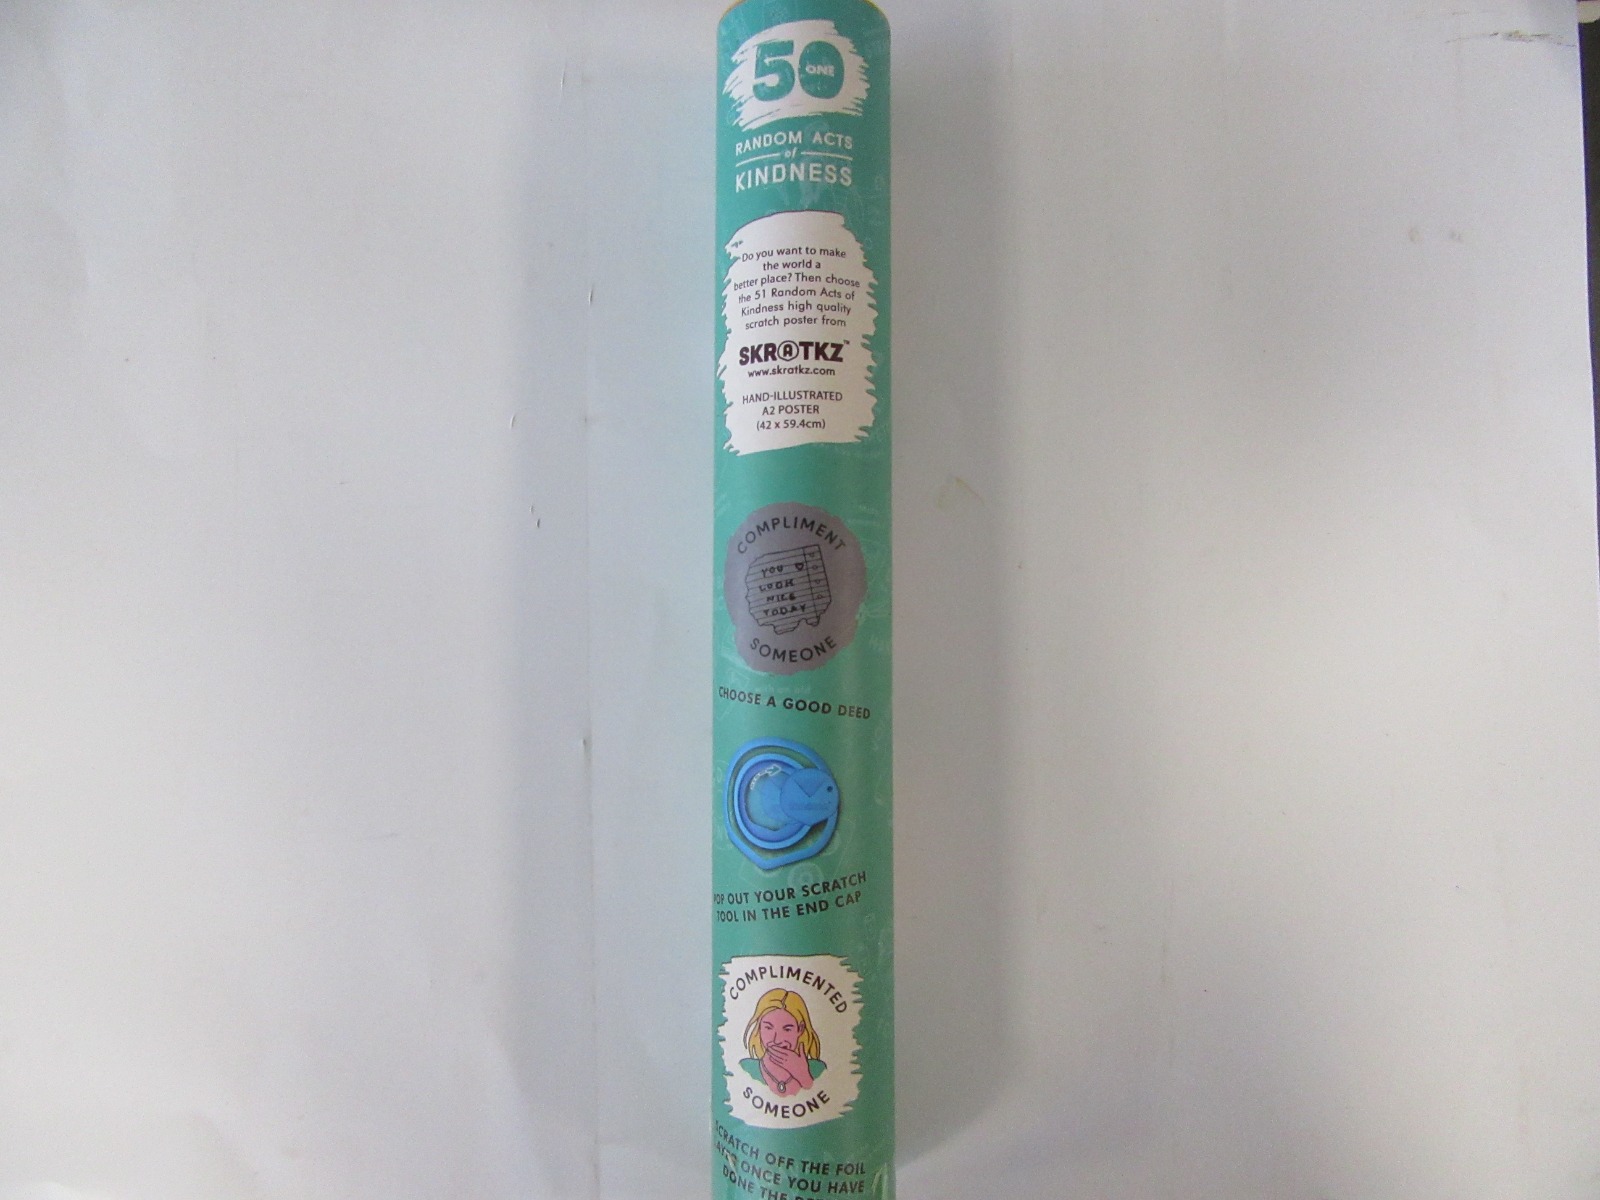 50
ONE
RANDOM ACTS
of
KINDNESS
Do you want to make
the world a
better place? Then choose
the 51 Random Acts of
Kindness high quality
scratch poster from
SKRATKZ™
www.skratkz.com
HAND-ILLUSTRATED
A2 POSTER
(42 x 59.4cm)
COMPLIMENT
YOU
LOOK
NICE
TODAY
SOMEONE
CHOOSE A GOOD DEED
POP OUT YOUR SCRATCH
TOOL IN THE END CAP
COMPLIMENTED
SOMEONE
SCRATCH OFF THE FOIL
LAYER ONCE YOU HAVE
DONE THE